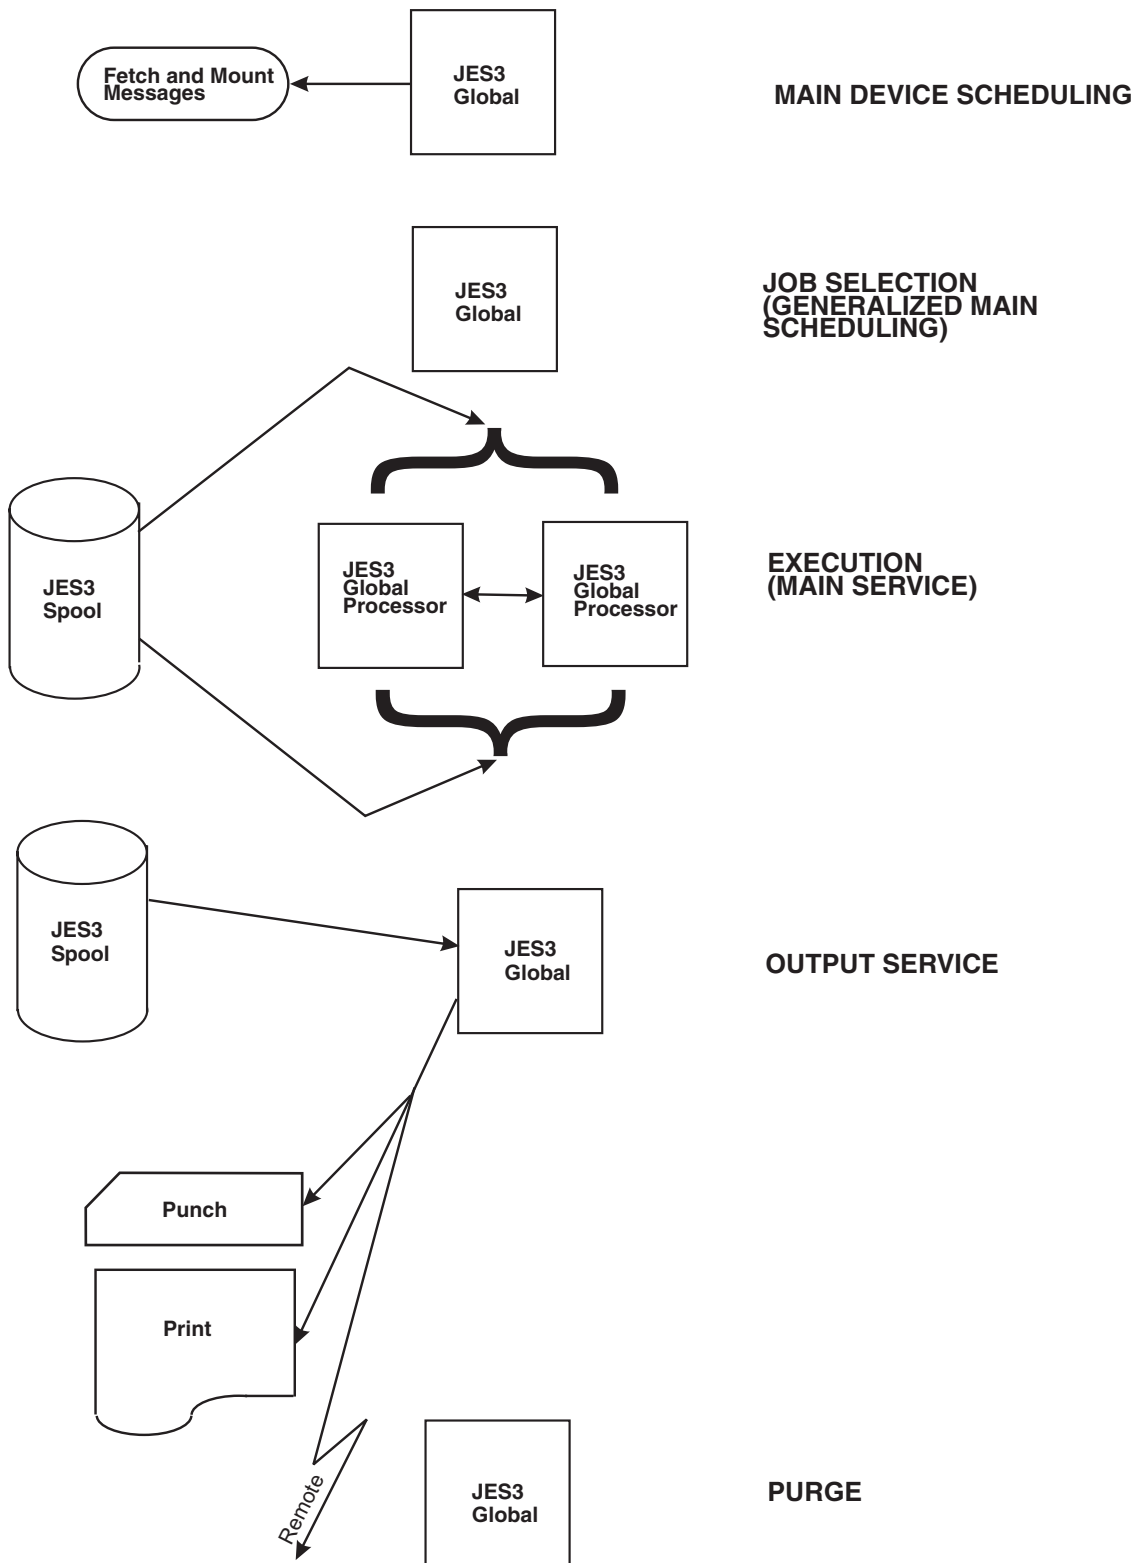 Fetch and Mount
Messages
JES3
Global
MAIN DEVICE SCHEDULING
JES3
Global
JOB SELECTION
(GENERALIZED MAIN
SCHEDULING)
JES3
Spool
JES3
Global
Processor
JES3
Global
Processor
EXECUTION
(MAIN SERVICE)
JES3
Spool
JES3
Global
OUTPUT SERVICE
Punch
Print
Remote
JES3
Global
PURGE